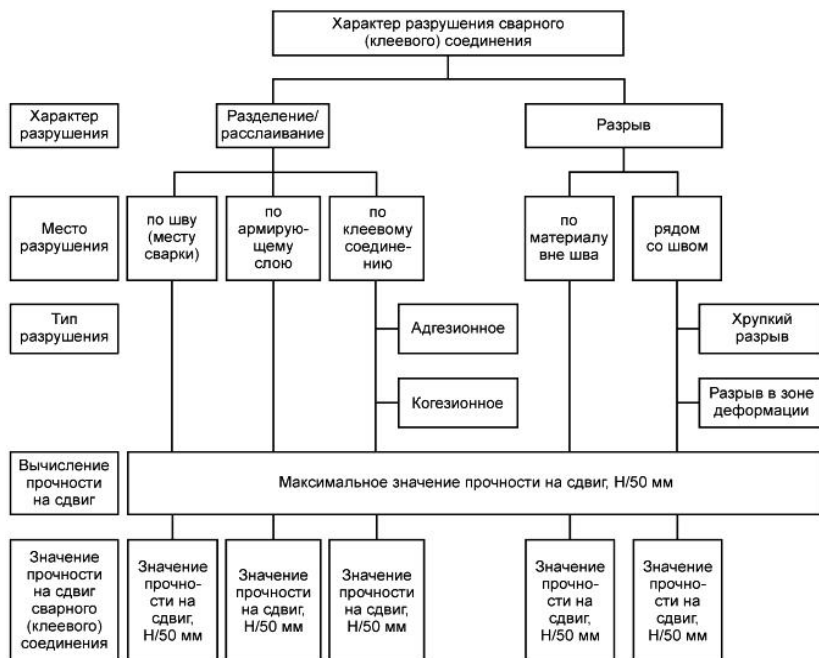 Характер разрушения сварного
(клеевого) соединения
Характер
разрушения
Разделение/
расслаивание
Разрыв
Место
разрушения
по шву
(месту
сварки)
по
армирую-
щему
слою
по
клеевому
соедине-
нию
по
материалу
вне шва
рядом
со швом
Тип
разрушения
Адгезионное
Хрупкий
разрыв
Когезионное
Разрыв в зоне
деформации
Вычисление
прочности
на сдвиг
Максимальное значение прочности на сдвиг, Н/50 мм
Значение
прочности
на сдвиг
сварного
(клеевого)
соединения
Значение
прочно-
сти на
сдвиг,
Н/50 мм
Значение
прочности
на сдвиг,
Н/50 мм
Значение
прочности
на сдвиг,
Н/50 мм
Значение
прочно-
сти на
сдвиг,
Н/50 мм
Значение
прочно-
сти на
сдвиг,
Н/50 мм